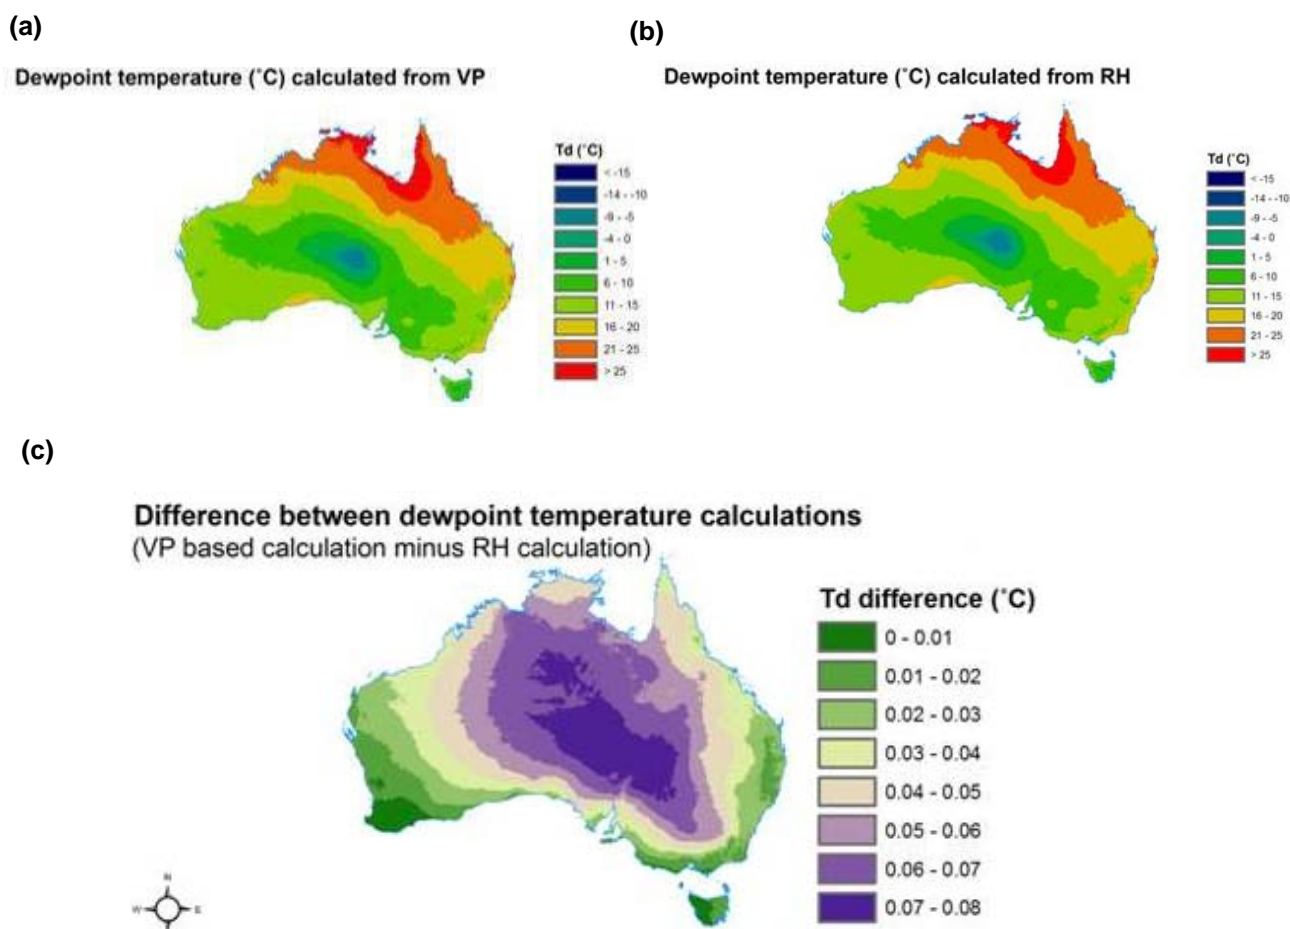 (a)
Dewpoint temperature (˚C) calculated from VP
Td (˚C)
< -15
-14 - -10
-9 - -5
-4 - 0
1 - 5
6 - 10
11 - 15
16 - 20
21 - 25
> 25
(b)
Dewpoint temperature (˚C) calculated from RH
Td (˚C)
< -15
-14 - -10
-9 - -5
-4 - 0
1 - 5
6 - 10
11 - 15
16 - 20
21 - 25
> 25
(c)
Difference between dewpoint temperature calculations
(VP based calculation minus RH calculation)
Td difference (˚C)
0 - 0.01
0.01 - 0.02
0.02 - 0.03
0.03 - 0.04
0.04 - 0.05
0.05 - 0.06
0.06 - 0.07
0.07 - 0.08
N
W E